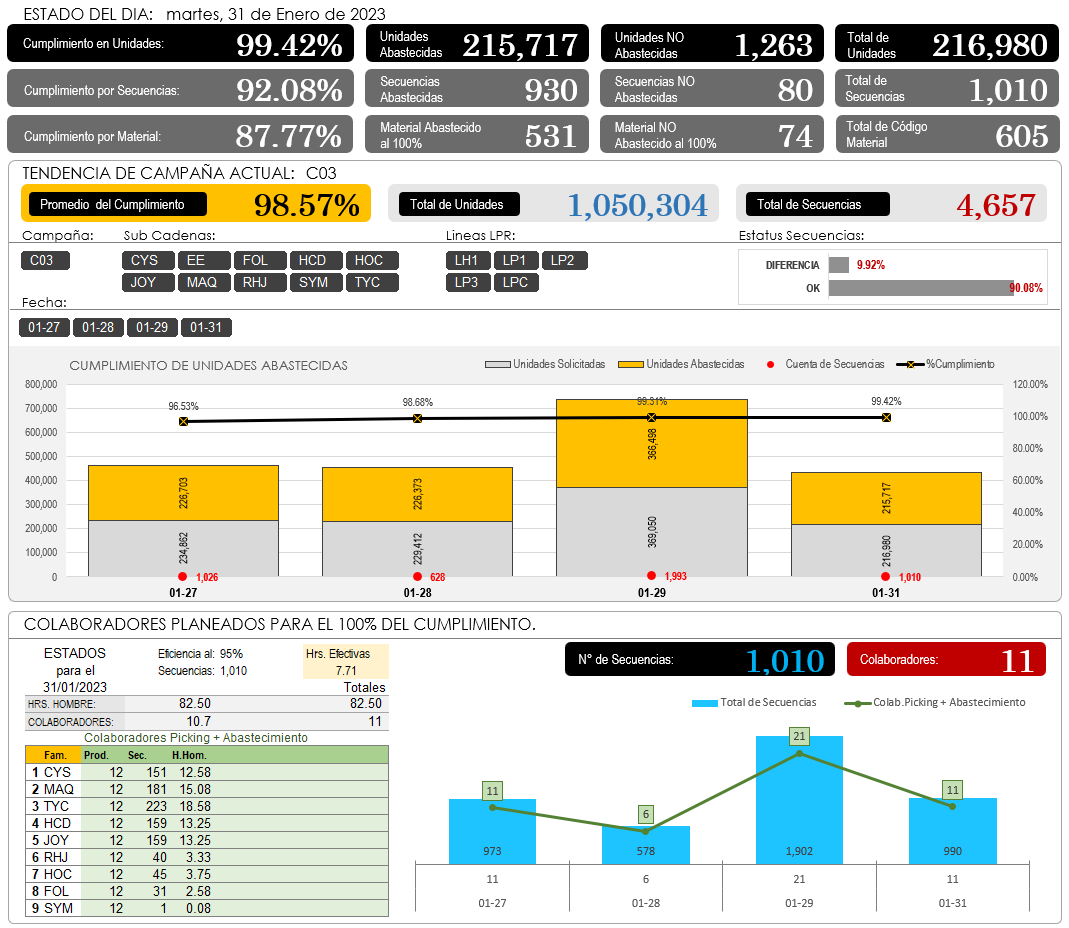 ESTADO DEL DIA: martes, 31 de Enero de 2023
Cumplimiento en Unidades: 99.42%
Unidades Abastecidas 215,717
Unidades NO Abastecidas 1,263
Total de Unidades 216,980
Cumplimiento por Secuencias: 92.08%
Secuencias Abastecidas 930
Secuencias NO Abastecidas 80
Total de Secuencias 1,010
Cumplimiento por Material: 87.77%
Material Abastecido al 100% 531
Material NO Abastecido al 100% 74
Total de Código Material 605
TENDENCIA DE CAMPAÑA ACTUAL: C03
Promedio del Cumplimiento 98.57%
Total de Unidades 1,050,304
Total de Secuencias 4,657
Campaña: Sub Cadenas: Lineas LPR: Estatus Secuencias:
C03 CYS EE FOL HCD HOC LH1 LP1 LP2
JOY MAQ RHJ SYM TYC LP3 LPC
DIFERENCIA 9.92%
OK 90.08%
Fecha:
01-27 01-28 01-29 01-31
CUMPLIMIENTO DE UNIDADES ABASTECIDAS
Unidades Solicitadas Unidades Abastecidas Cuenta de Secuencias %Cumplimiento
800,000
700,000
600,000
500,000
400,000
300,000
200,000
100,000
0
120.00%
100.00%
80.00%
60.00%
40.00%
20.00%
0.00%
96.53% 98.68% 99.31% 99.42%
226,703 226,373 366,498 215,717
234,862 229,412 369,050 216,980
1,026 628 1,993 1,010
01-27 01-28 01-29 01-31
COLABORADORES PLANEADOS PARA EL 100% DEL CUMPLIMIENTO.
ESTADOS
para el
31/01/2023
Eficiencia al: 95%
Secuencias: 1,010
Hrs. Efectivas
7.71
Totales
HRS. HOMBRE: 82.50 82.50
COLABORADORES: 10.7 11
Colaboradores Picking + Abastecimiento
Fam. Prod. Sec. H.Hom.
1 CYS 12 151 12.58
2 MAQ 12 181 15.08
3 TYC 12 223 18.58
4 HCD 12 159 13.25
5 JOY 12 159 13.25
6 RHJ 12 40 3.33
7 HOC 12 45 3.75
8 FOL 12 31 2.58
9 SYM 12 1 0.08
N° de Secuencias: 1,010
Colaboradores: 11
Total de Secuencias Colab.Picking + Abastecimiento
11 6 21 11
973 578 1,902 990
11 6 21 11
01-27 01-28 01-29 01-31